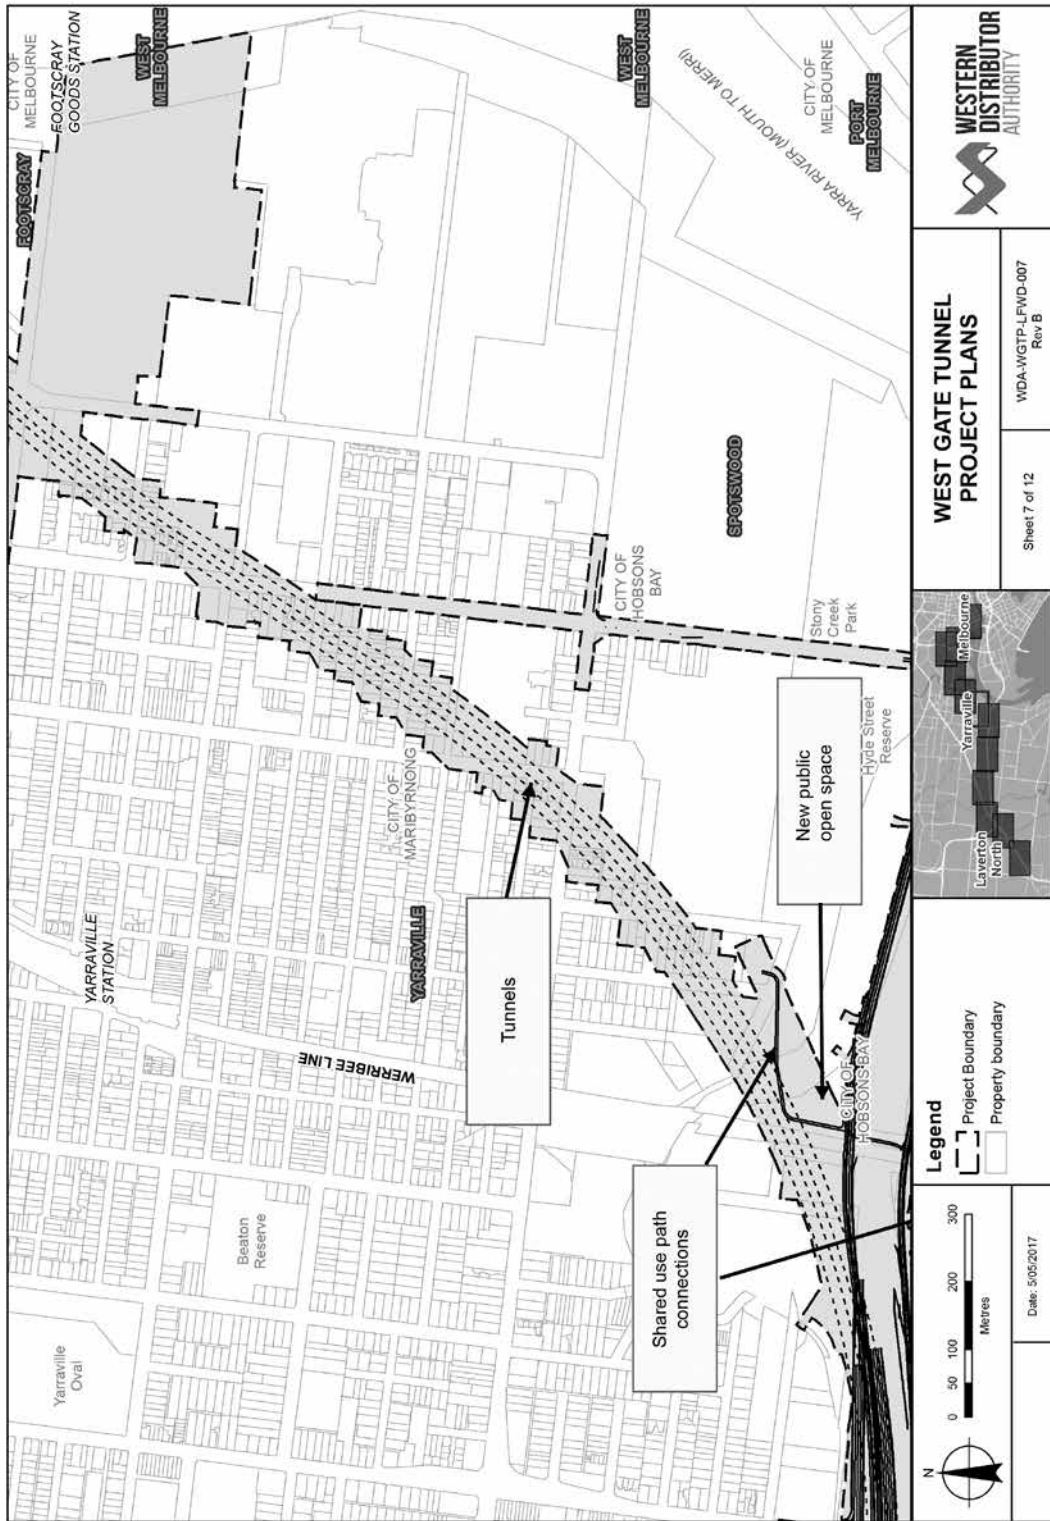 CITY OF
MELBOURNE
FOOTSCRAY
GOODS STATION
FOOTSCRAY
WEST
MELBOURNE
WEST
MELBOURNE
YARRA RIVER (MOUTH TO MERRI)
CITY OF
MELBOURNE
PORT
MELBOURNE
SPOTSWOOD
CITY OF
HOBSONS
BAY
Stony
Creek
Park
Hyde Street
Reserve
CITY OF
MARIBYRNONG
YARRAVILLE
STATION
YARRAVILLE
WERRIBEE LINE
Tunnels
New public
open space
CITY OF
HOBSONS BAY
Beaton
Reserve
Yarraville
Oval
Shared use path
connections
N
0 50 100 200 300
Metres
Date: 5/05/2017
Legend
Project Boundary
Property boundary
Laverton
North
Yarraville
Melbourne
WEST GATE TUNNEL
PROJECT PLANS
Sheet 7 of 12
WDA-WGTP-LFWD-007
Rev B
WESTERN
DISTRIBUTOR
AUTHORITY